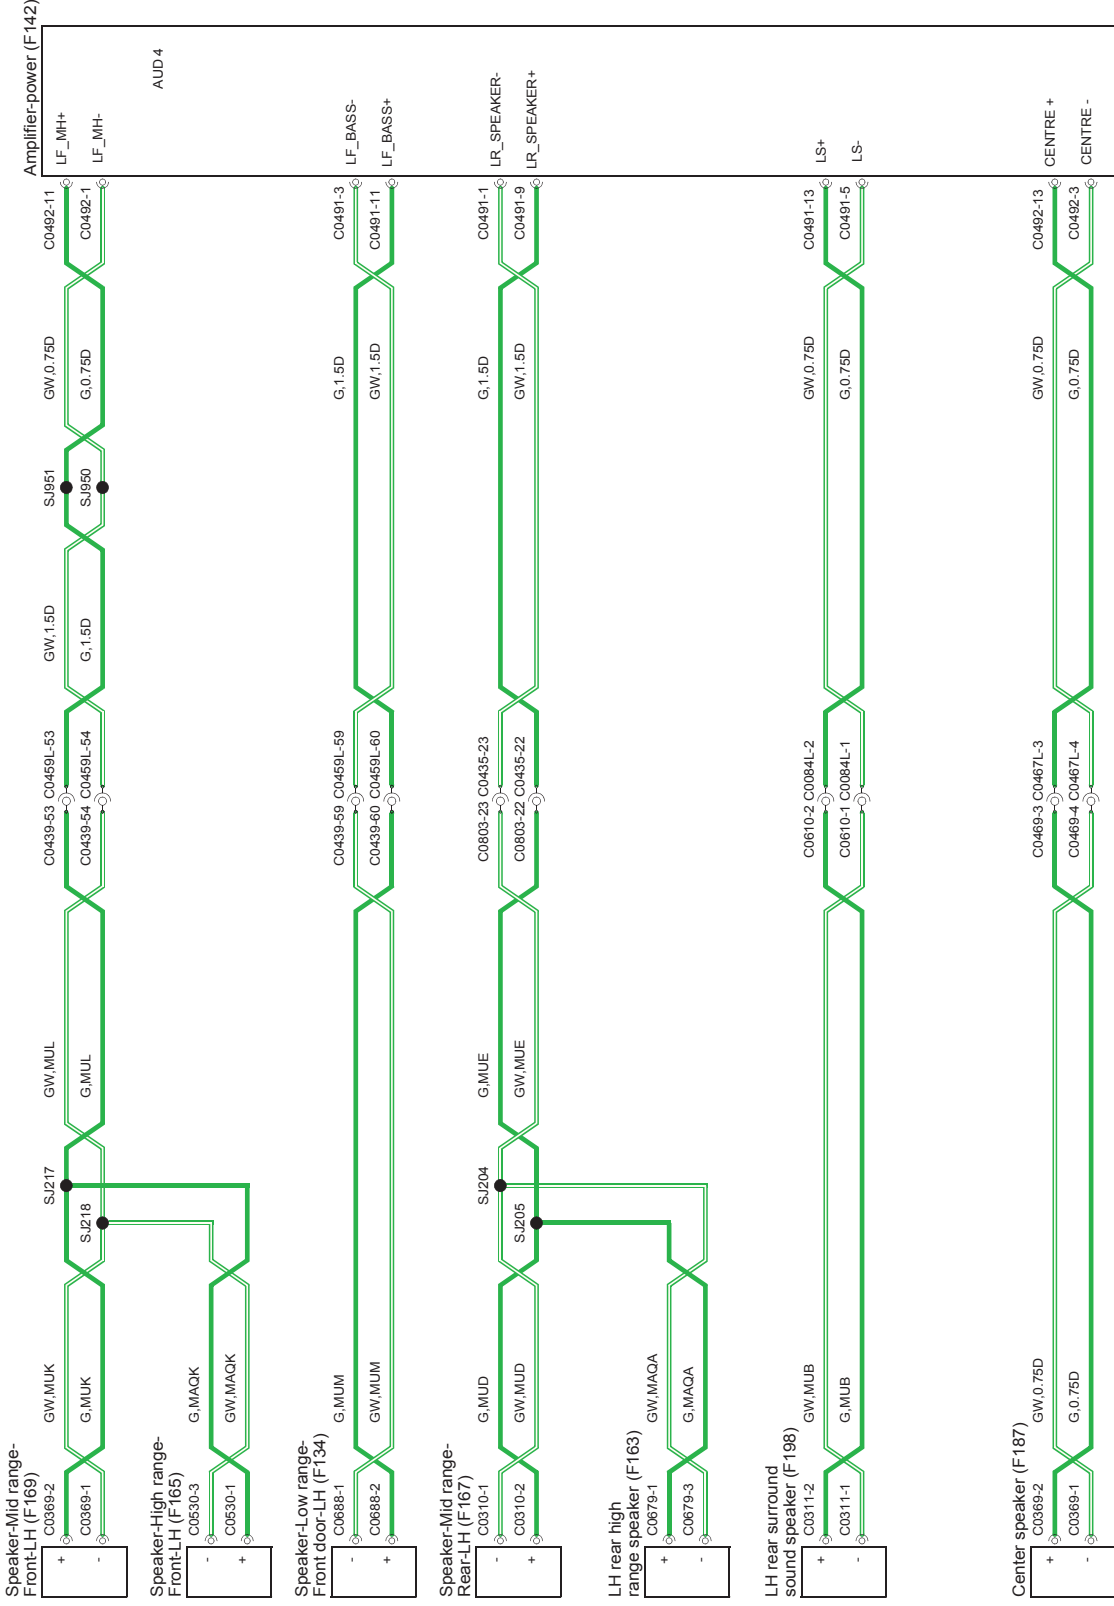 Amplifier-power (F142)
AUD 4
LF_MH+
LF_MH-
LF_BASS-
LF_BASS+
LR_SPEAKER-
LR_SPEAKER+
LS+
LS-
CENTRE +
CENTRE -
C0492-11
C0492-1
C0491-3
C0491-11
C0491-1
C0491-9
C0491-13
C0491-5
C0492-13
C0492-3
GW,0.75D
G,0.75D
G,1.5D
GW,1.5D
G,1.5D
GW,1.5D
GW,0.75D
G,0.75D
GW,0.75D
G,0.75D
SJ951
SJ950
GW,1.5D
G,1.5D
C0439-53 C0459L-53
C0439-54 C0459L-54
C0439-59 C0459L-59
C0439-60 C0459L-60
C0803-23 C0435-23
C0803-22 C0435-22
C0610-2 C0084L-2
C0610-1 C0084L-1
C0469-3 C0467L-3
C0469-4 C0467L-4
GW,MUL
G,MUL
G,MUE
GW,MUE
SJ217
SJ218
SJ204
SJ205
GW,MUK
G,MUK
G,MAQK
GW,MAQK
G,MUM
GW,MUM
G,MUD
GW,MUD
GW,MAQA
G,MAQA
GW,MUB
G,MUB
GW,0.75D
G,0.75D
Speaker-Mid range-
Front-LH (F169)
C0369-2
C0369-1
+
-
Speaker-High range-
Front-LH (F165)
C0530-3
C0530-1
-
+
Speaker-Low range-
Front door-LH (F134)
C0688-1
C0688-2
-
+
Speaker-Mid range-
Rear-LH (F167)
C0310-1
C0310-2
-
+
LH rear high
range speaker (F163)
C0679-1
C0679-3
+
-
LH rear surround
sound speaker (F198)
C0311-2
C0311-1
+
-
Center speaker (F187)
C0369-2
C0369-1
+
-